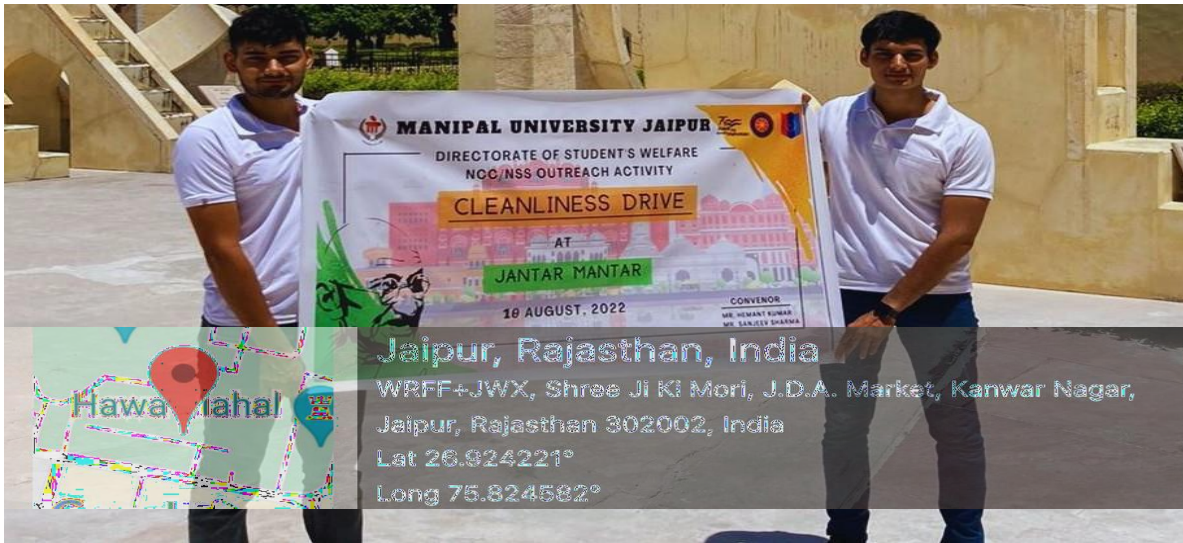 MANIPAL UNIVERSITY JAIPUR
DIRECTORATE OF STUDENT'S WELFARE
NCC/NSS OUTREACH ACTIVITY
CLEANLINESS DRIVE
AT
JANTAR MANTAR
10 AUGUST, 2022
CONVENOR
MR. HEMANT KUMAR
MR. SANJEEV SHARMA
Hawa Mahal
Jaipur, Rajasthan, India
WRFF+JWX, Shree Ji Ki Mori, J.D.A. Market, Kanwar Nagar,
Jaipur, Rajasthan 302002, India
Lat 26.924221°
Long 75.824582°